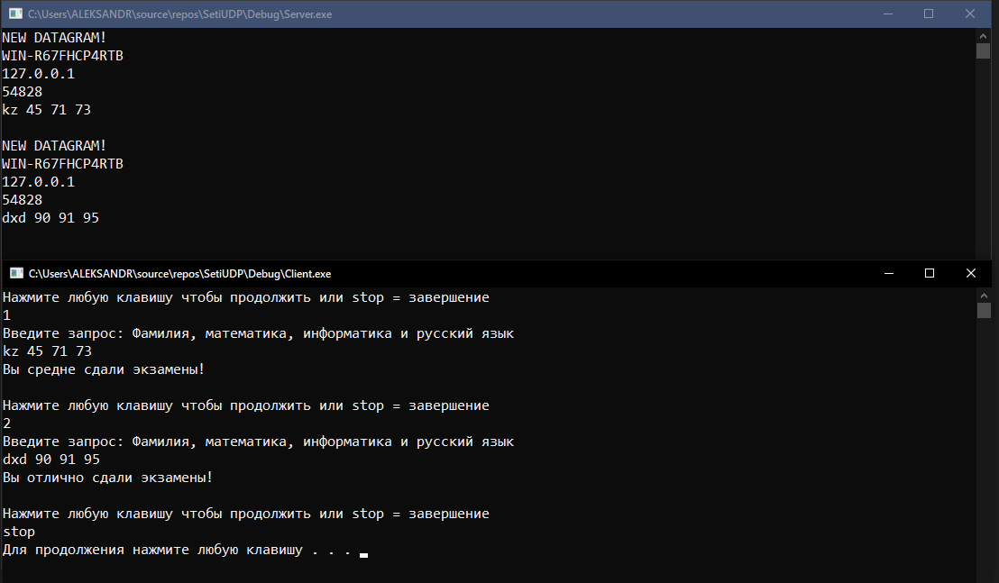 C:\Users\ALEKSANDR\source\repos\SetiUDP\Debug\Server.exe
NEW DATAGRAM!
WIN-R67FHCP4RTB
127.0.0.1
54828
kz 45 71 73
NEW DATAGRAM!
WIN-R67FHCP4RTB
127.0.0.1
54828
dxd 90 91 95
C:\Users\ALEKSANDR\source\repos\SetiUDP\Debug\Client.exe
Нажмите любую клавишу чтобы продолжить или stop = завершение
1
Введите запрос: Фамилия, математика, информатика и русский язык
kz 45 71 73
Вы средне сдали экзамены!
Нажмите любую клавишу чтобы продолжить или stop = завершение
2
Введите запрос: Фамилия, математика, информатика и русский язык
dxd 90 91 95
Вы отлично сдали экзамены!
Нажмите любую клавишу чтобы продолжить или stop = завершение
stop
Для продолжения нажмите любую клавишу . . .